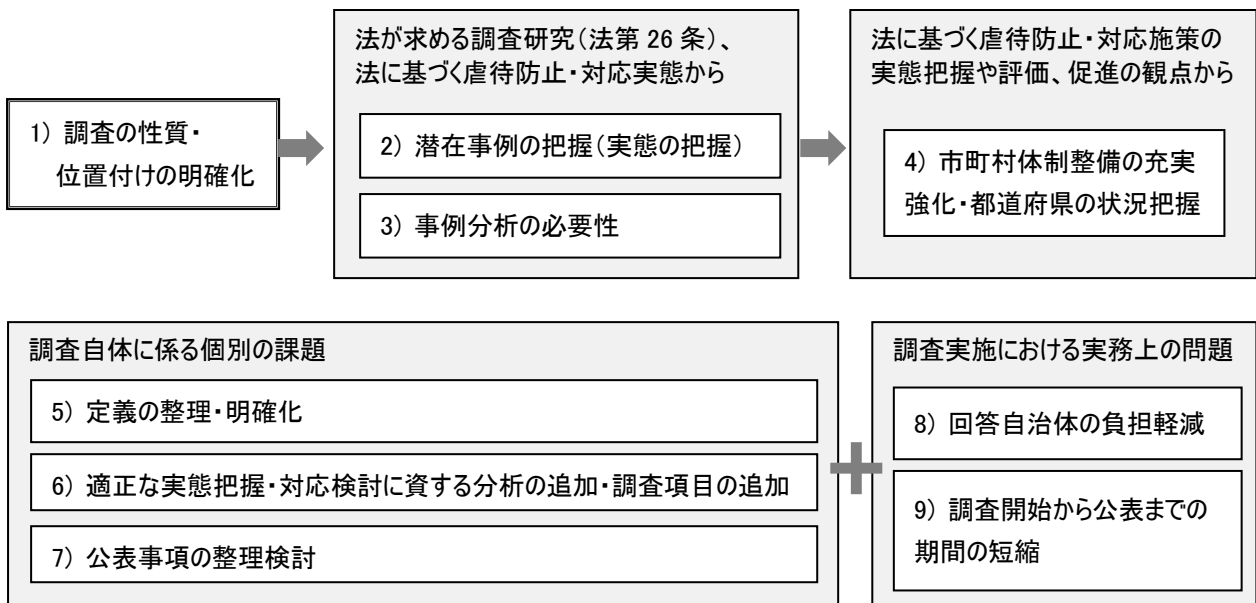 1）調査の性質・
位置付けの明確化
法が求める調査研究（法第 26 条）、
法に基づく虐待防止・対応実態から
2）潜在事例の把握（実態の把握）
3）事例分析の必要性
法に基づく虐待防止・対応施策の
実態把握や評価、促進の観点から
4）市町村体制整備の充実
強化・都道府県の状況把握
調査自体に係る個別の課題
5）定義の整理・明確化
6）適正な実態把握・対応検討に資する分析の追加・調査項目の追加
7）公表事項の整理検討
調査実施における実務上の問題
8）回答自治体の負担軽減
9）調査開始から公表までの
期間の短縮